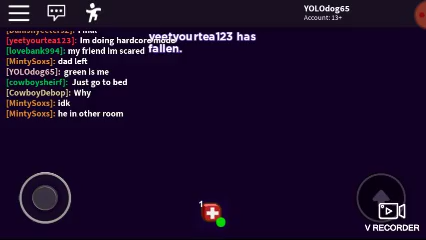 YOLOdog65
Account: 13+
yeetyourtea123 has
fallen.
[yeetyourtea123]: Im doing hardcore mode
[lovebank994]: my friend Im scared
[MintySoxs]: dad left
[YOLOdog65]: green is me
[cowboysheirf]: Just go to bed
[CowboyDebop]: Why
[MintySoxs]: idk
[MintySoxs]: he in other room
1
V RECORDER